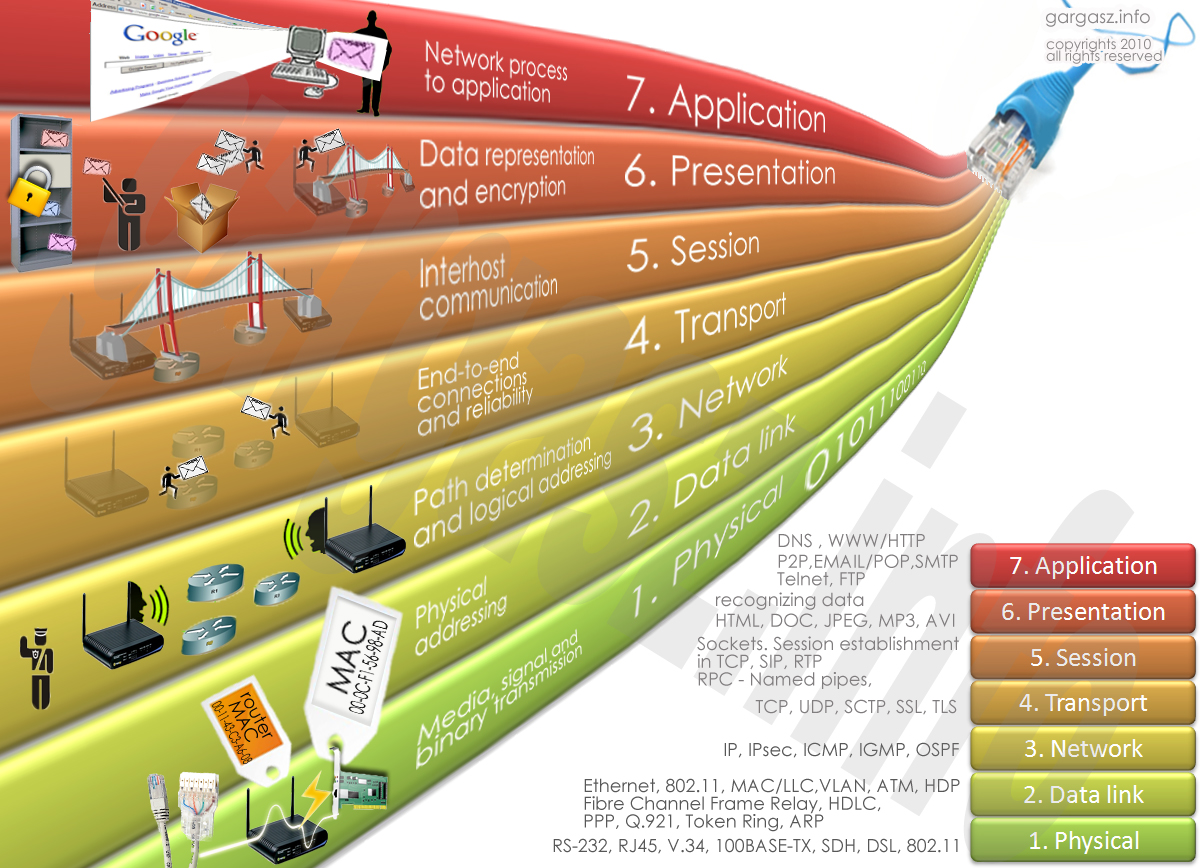 gargasz.info
copyrights 2010
all rights reserved
Address
Google
Network process
to application
7. Application
Data representation
and encryption
6. Presentation
Interhost
communication
5. Session
End-to-end
connections
and reliability
4. Transport
Path determination
and logical addressing
3. Network
Physical
addressing
2. Data link
Media, signal and
binary transmission
1. Physical
R1
MAC
00-0C-F1-56-98-AD
router
MAC
DNS , WWW/HTTP
P2P,EMAIL/POP,SMTP
Telnet, FTP
7. Application
recognizing data
HTML, DOC, JPEG, MP3, AVI
6. Presentation
Sockets. Session establishment
in TCP, SIP, RTP
RPC - Named pipes,
5. Session
TCP, UDP, SCTP, SSL, TLS
4. Transport
IP, IPsec, ICMP, IGMP, OSPF
3. Network
Ethernet, 802.11, MAC/LLC,VLAN, ATM, HDP
Fibre Channel Frame Relay, HDLC,
PPP, Q.921, Token Ring, ARP
2. Data link
RS-232, RJ45, V.34, 100BASE-TX, SDH, DSL, 802.11
1. Physical